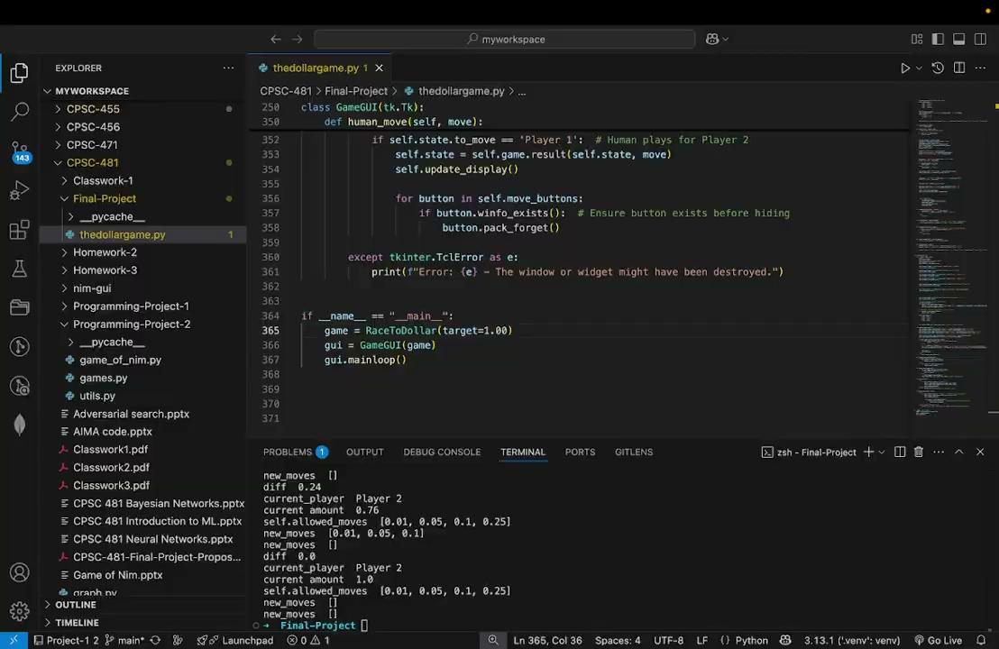 myworkspace
EXPLORER
MYWORKSPACE
CPSC-455
CPSC-456
CPSC-471
CPSC-481
Classwork-1
Final-Project
__pycache__
thedollargame.py 1
Homework-2
Homework-3
nim-gui
Programming-Project-1
Programming-Project-2
__pycache__
game_of_nim.py
games.py
utils.py
Adversarial search.pptx
AIMA code.pptx
Classwork1.pdf
Classwork2.pdf
Classwork3.pdf
CPSC 481 Bayesian Networks.pptx
CPSC 481 Introduction to ML.pptx
CPSC 481 Neural Networks.pptx
CPSC-481-Final-Project-Propos...
Game of Nim.pptx
graph.py
OUTLINE
TIMELINE
143
thedollargame.py 1
CPSC-481 > Final-Project > thedollargame.py > ...
250 class GameGUI(tk.Tk):
350 def human_move(self, move):
352 if self.state.to_move == 'Player 1': # Human plays for Player 2
353 self.state = self.game.result(self.state, move)
354 self.update_display()
355
356 for button in self.move_buttons:
357 if button.winfo_exists(): # Ensure button exists before hiding
358 button.pack_forget()
359
360 except tkinter.TclError as e:
361 print(f"Error: {e} - The window or widget might have been destroyed.")
362
363
364 if __name__ == "__main__":
365 game = RaceToDollar(target=1.00)
366 gui = GameGUI(game)
367 gui.mainloop()
368
369
370
371
PROBLEMS 1 OUTPUT DEBUG CONSOLE TERMINAL PORTS GITLENS
zsh - Final-Project
new_moves []
diff 0.24
current_player Player 2
current amount 0.76
self.allowed_moves [0.01, 0.05, 0.1, 0.25]
new_moves [0.01, 0.05, 0.1]
new_moves []
diff 0.0
current_player Player 2
current amount 1.0
self.allowed_moves [0.01, 0.05, 0.1, 0.25]
new_moves []
new_moves []
→ Final-Project
Project-1 2 main* Launchpad 0 1 Ln 365, Col 36 Spaces: 4 UTF-8 LF {} Python 3.13.1 ('.venv': venv) Go Live